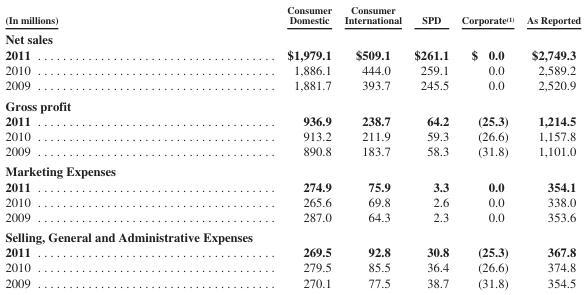 Consumer Consumer
(In millions) Domestic International SPD Corporate(1) As Reported
Net sales
2011 . . . . . . . . . . . . . . . . . . . . . . . . . . . . . . . . . . . . $1,979.1 $509.1 $261.1 $ 0.0 $2,749.3
2010 . . . . . . . . . . . . . . . . . . . . . . . . . . . . . . . . . . . . 1,886.1 444.0 259.1 0.0 2,589.2
2009 . . . . . . . . . . . . . . . . . . . . . . . . . . . . . . . . . . . . 1,881.7 393.7 245.5 0.0 2,520.9
Gross profit
2011 . . . . . . . . . . . . . . . . . . . . . . . . . . . . . . . . . . . . 936.9 238.7 64.2 (25.3) 1,214.5
2010 . . . . . . . . . . . . . . . . . . . . . . . . . . . . . . . . . . . . 913.2 211.9 59.3 (26.6) 1,157.8
2009 . . . . . . . . . . . . . . . . . . . . . . . . . . . . . . . . . . . . 890.8 183.7 58.3 (31.8) 1,101.0
Marketing Expenses
2011 . . . . . . . . . . . . . . . . . . . . . . . . . . . . . . . . . . . . 274.9 75.9 3.3 0.0 354.1
2010 . . . . . . . . . . . . . . . . . . . . . . . . . . . . . . . . . . . . 265.6 69.8 2.6 0.0 338.0
2009 . . . . . . . . . . . . . . . . . . . . . . . . . . . . . . . . . . . . 287.0 64.3 2.3 0.0 353.6
Selling, General and Administrative Expenses
2011 . . . . . . . . . . . . . . . . . . . . . . . . . . . . . . . . . . . . 269.5 92.8 30.8 (25.3) 367.8
2010 . . . . . . . . . . . . . . . . . . . . . . . . . . . . . . . . . . . . 279.5 85.5 36.4 (26.6) 374.8
2009 . . . . . . . . . . . . . . . . . . . . . . . . . . . . . . . . . . . . 270.1 77.5 38.7 (31.8) 354.5